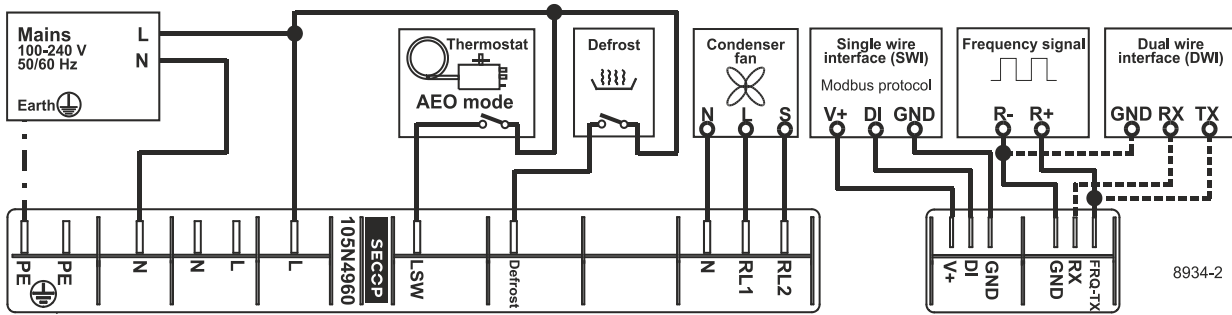 Mains
100-240 V
50/60 Hz
L
N
Earth
Thermostat
AEO mode
Defrost
Condenser
fan
N L S
Single wire
interface (SWI)
Modbus protocol
V+ DI GND
Frequency signal
R- R+
Dual wire
interface (DWI)
GND RX TX
PE
PE
N
N
L
L
105N4960
SECOP
LSW
Defrost
N
RL1
RL2
V+
DI
GND
GND
RX
FRQ-TX
8934-2